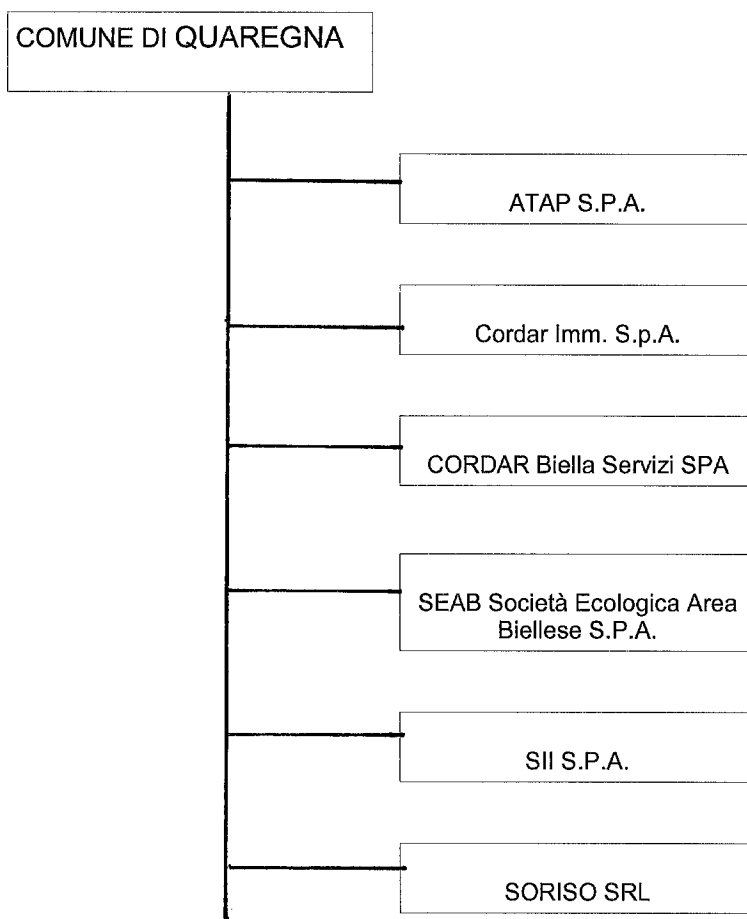 COMUNE DI QUAREGNA
ATAP S.P.A.
Cordar Imm. S.p.A.
CORDAR Biella Servizi SPA
SEAB Società Ecologica Area
Biellese S.P.A.
SII S.P.A.
SORISO SRL